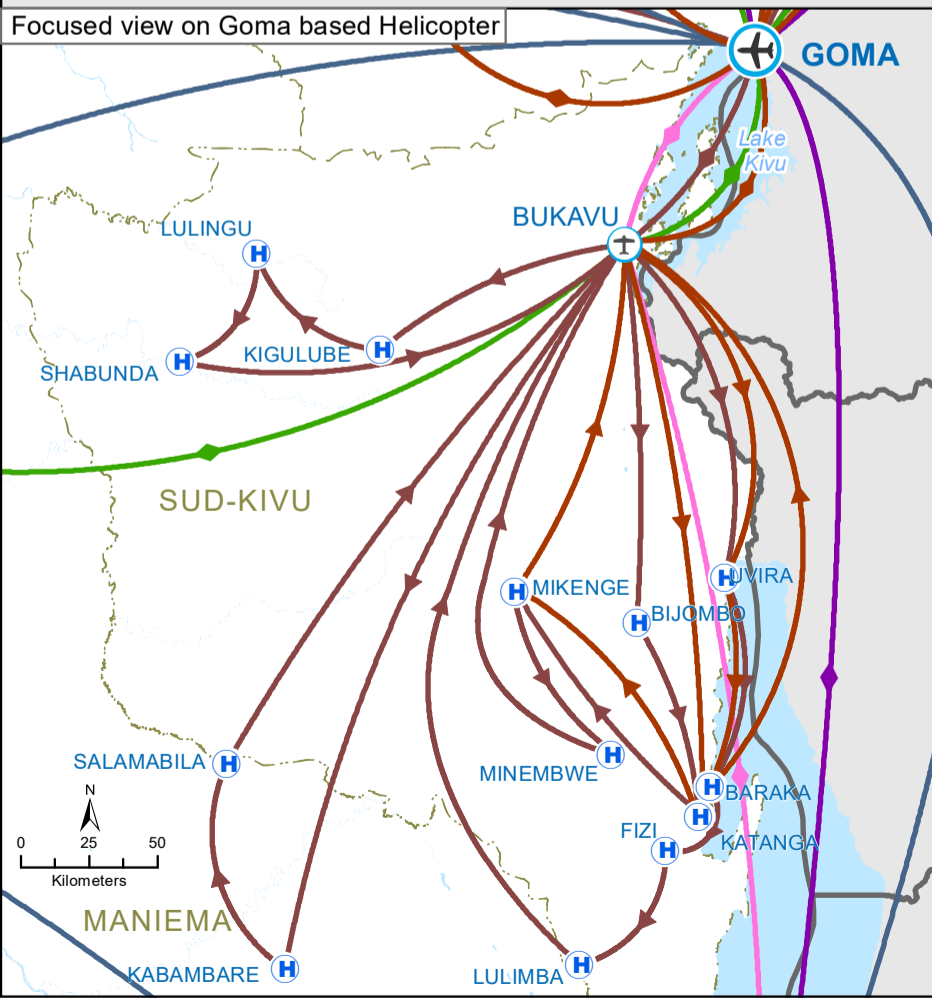 Focused view on Goma based Helicopter
GOMA
Lake
Kivu
BUKAVU
LULINGU
H
H
KIGULUBE
H
SHABUNDA
SUD-KIVU
H
MIKENGE
H
UVIRA
H
BIJOMBO
SALAMABILA
H
H
MINEMBWE
H
BARAKA
H
KATANGA
FIZI
H
N
0
25
50
Kilometers
MANIEMA
KABAMBARE
H
LULIMBA
H